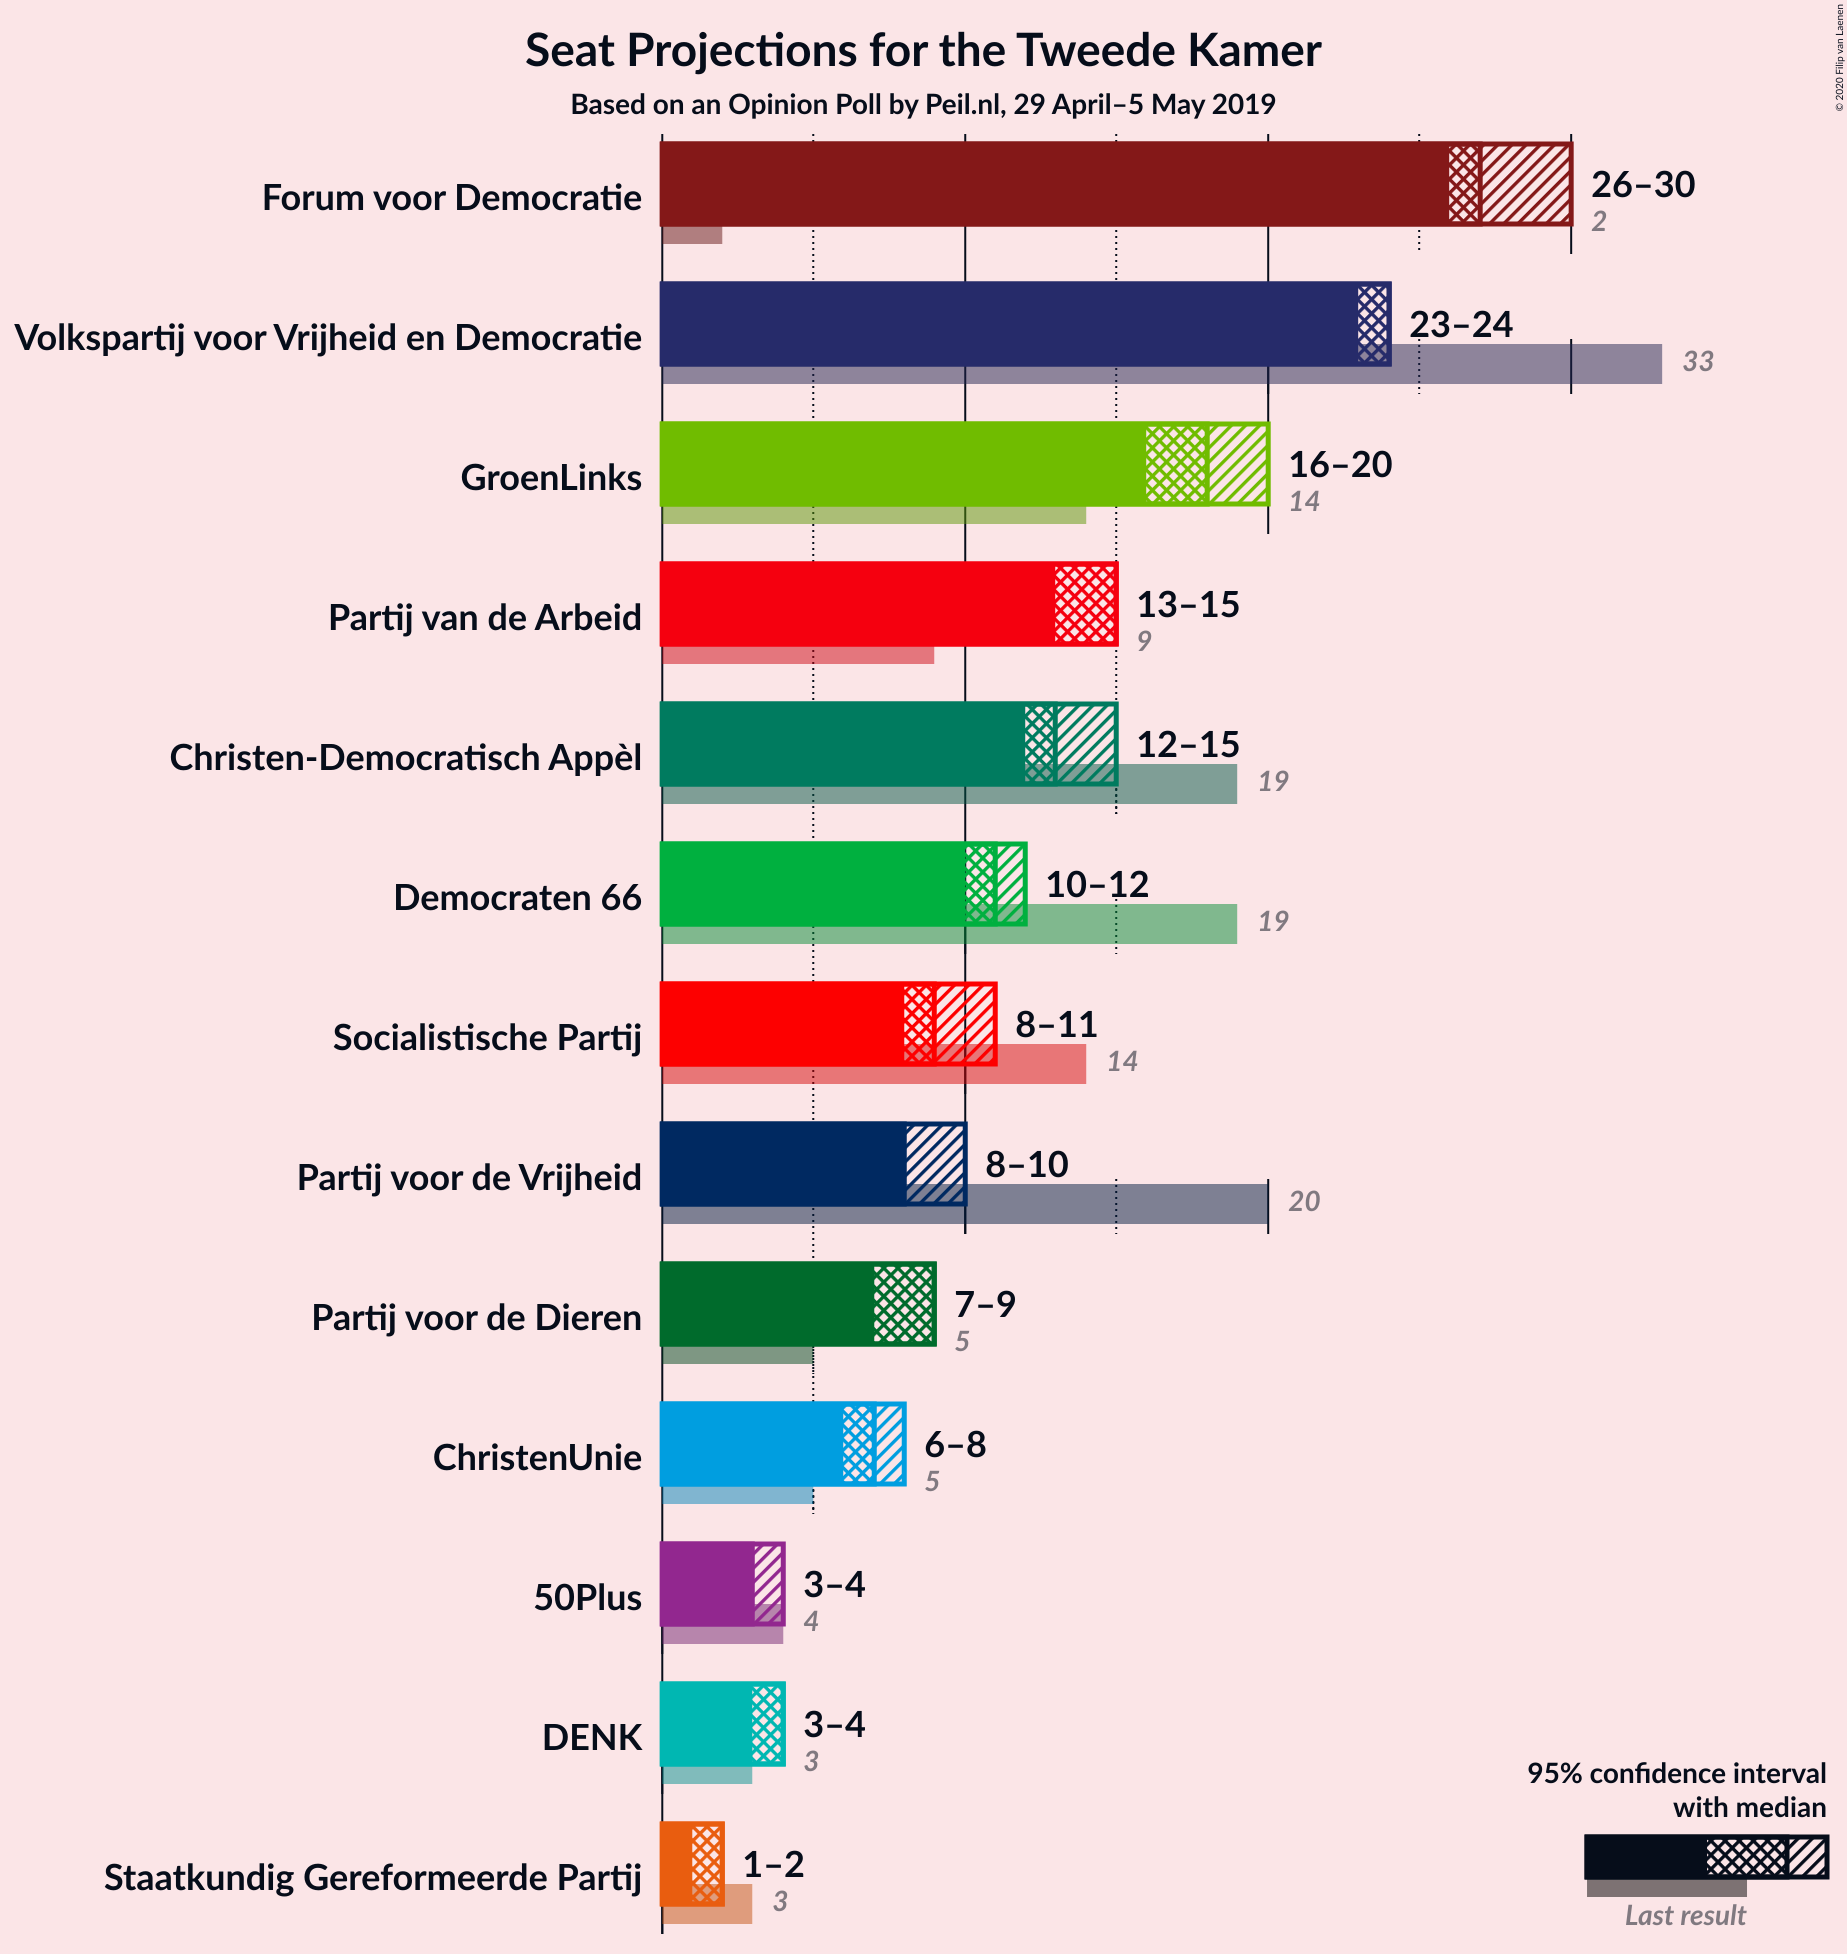 Seat Projections for the Tweede Kamer
Based on an Opinion Poll by Peil.nl, 29 April–5 May 2019
© 2020 Filip van Laenen
Forum voor Democratie
26–30
2
Volkspartij voor Vrijheid en Democratie
23–24
33
GroenLinks
16–20
14
Partij van de Arbeid
13–15
9
Christen-Democratisch Appèl
12–15
19
Democraten 66
10–12
19
Socialistische Partij
8–11
14
Partij voor de Vrijheid
8–10
20
Partij voor de Dieren
7–9
5
ChristenUnie
6–8
5
50Plus
3–4
4
DENK
3–4
3
Staatkundig Gereformeerde Partij
1–2
3
95% confidence interval
with median
Last result